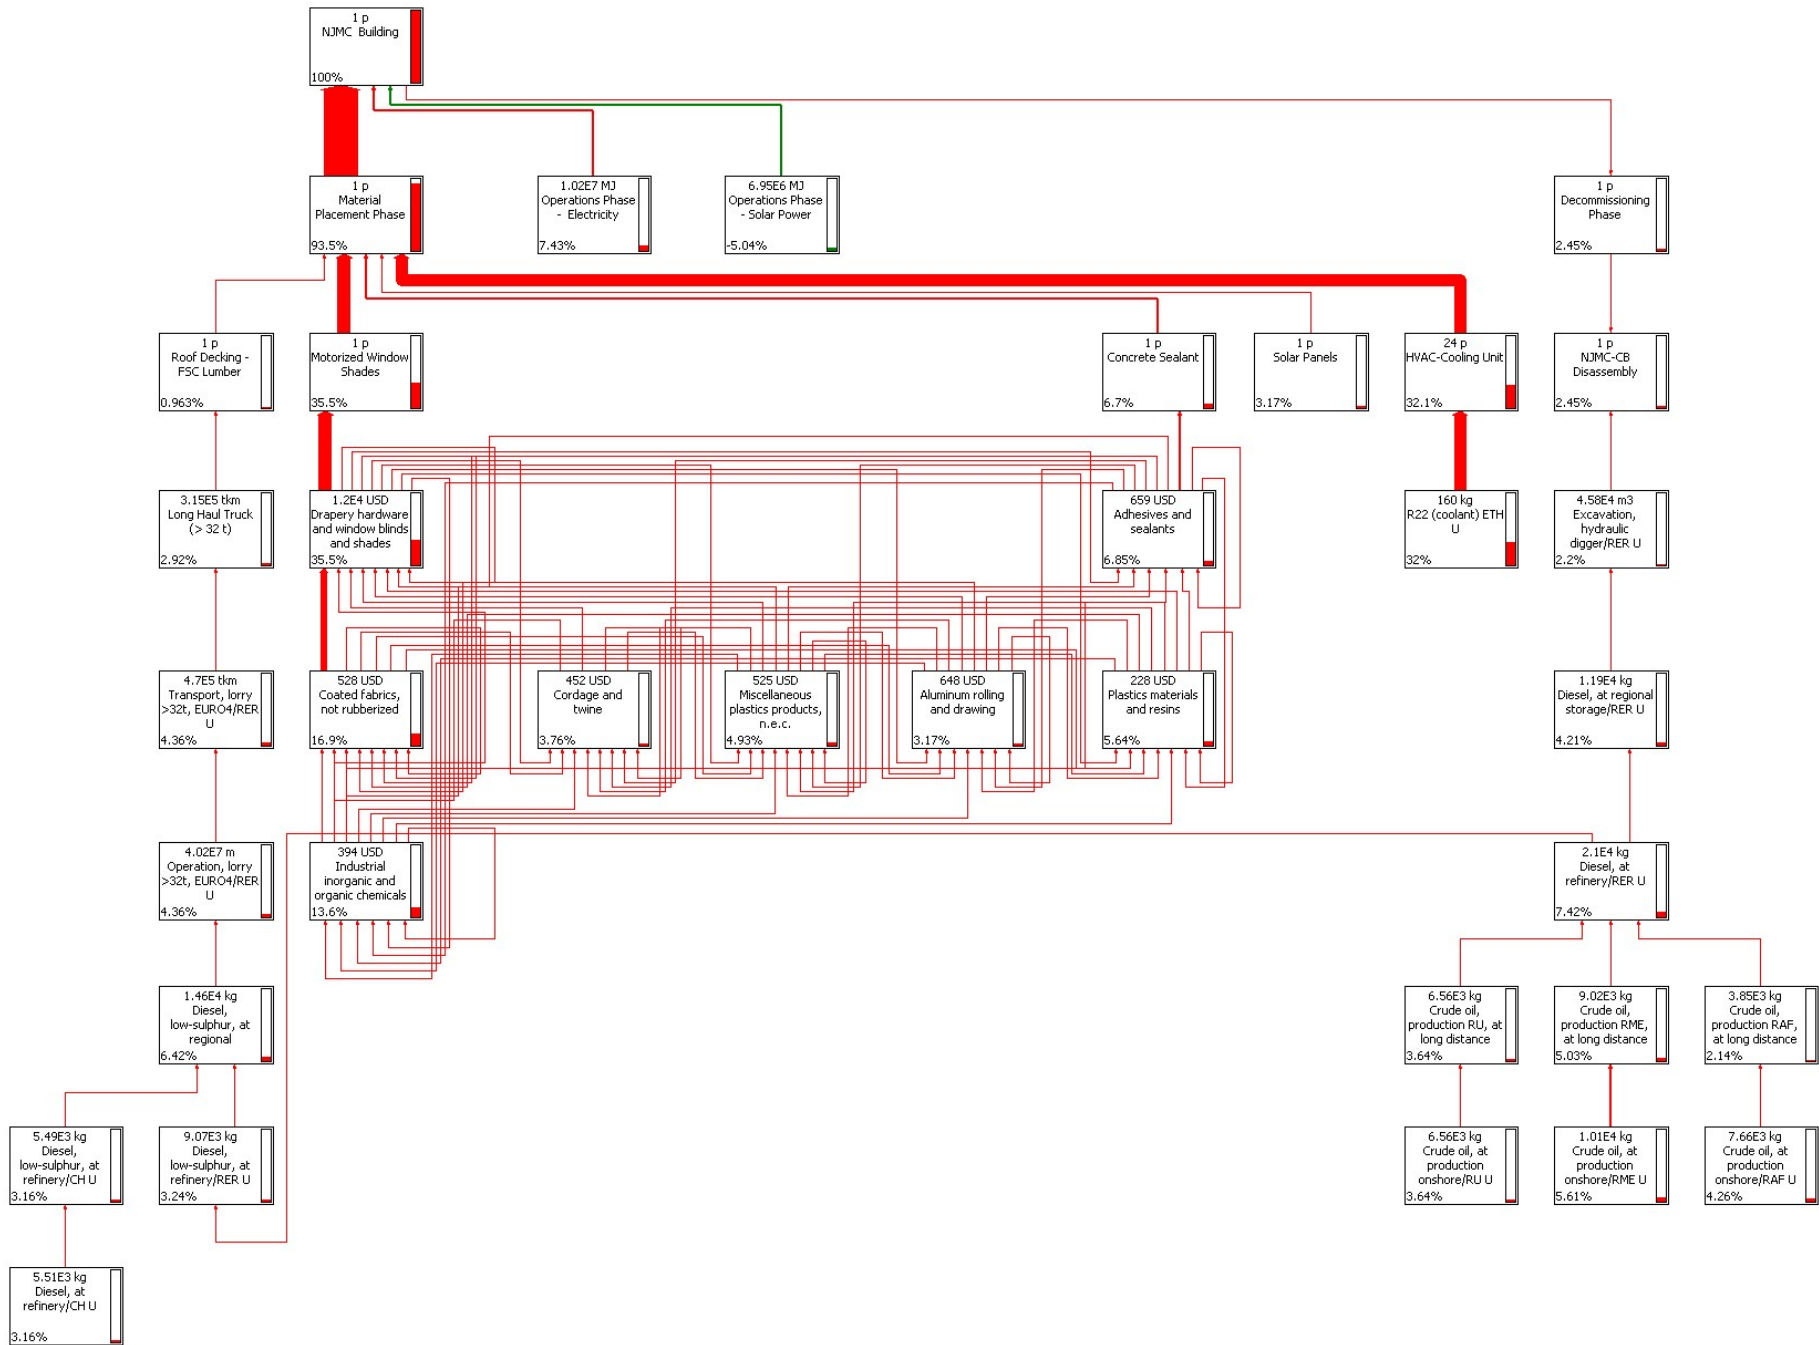 1 p
NJMC Building
100%
1 p
Material
Placement Phase
93.5%
1.02E7 MJ
Operations Phase
- Electricity
7.43%
6.95E6 MJ
Operations Phase
- Solar Power
-5.04%
1 p
Decommissioning
Phase
2.45%
1 p
Roof Decking -
FSC Lumber
0.963%
1 p
Motorized Window
Shades
35.5%
1 p
Concrete Sealant
6.7%
1 p
Solar Panels
3.17%
24 p
HVAC-Cooling Unit
32.1%
1 p
NJMC-CB
Disassembly
2.45%
3.15E5 tkm
Long Haul Truck
(> 32 t)
2.92%
1.2E4 USD
Drapery hardware
and window blinds
and shades
35.5%
659 USD
Adhesives and
sealants
6.85%
160 kg
R22 (coolant) ETH
U
32%
4.58E4 m3
Excavation,
hydraulic
digger/RER U
2.2%
4.7E5 tkm
Transport, lorry
>32t, EURO4/RER
U
4.36%
528 USD
Coated fabrics,
not rubberized
16.9%
452 USD
Cordage and
twine
3.76%
525 USD
Miscellaneous
plastics products,
n.e.c.
4.93%
648 USD
Aluminum rolling
and drawing
3.17%
228 USD
Plastics materials
and resins
5.64%
1.19E4 kg
Diesel, at regional
storage/RER U
4.21%
4.02E7 m
Operation, lorry
>32t, EURO4/RER
U
4.36%
394 USD
Industrial
inorganic and
organic chemicals
13.6%
2.1E4 kg
Diesel, at
refinery/RER U
7.42%
1.46E4 kg
Diesel,
low-sulphur, at
regional
6.42%
6.56E3 kg
Crude oil,
production RU, at
long distance
3.64%
9.02E3 kg
Crude oil,
production RME,
at long distance
5.03%
3.85E3 kg
Crude oil,
production RAF,
at long distance
2.14%
5.49E3 kg
Diesel,
low-sulphur, at
refinery/CH U
3.16%
9.07E3 kg
Diesel,
low-sulphur, at
refinery/RER U
3.24%
6.56E3 kg
Crude oil, at
production
onshore/RU U
3.64%
1.01E4 kg
Crude oil, at
production
onshore/RME U
5.61%
7.66E3 kg
Crude oil, at
production
onshore/RAF U
4.26%
5.51E3 kg
Diesel, at
refinery/CH U
3.16%